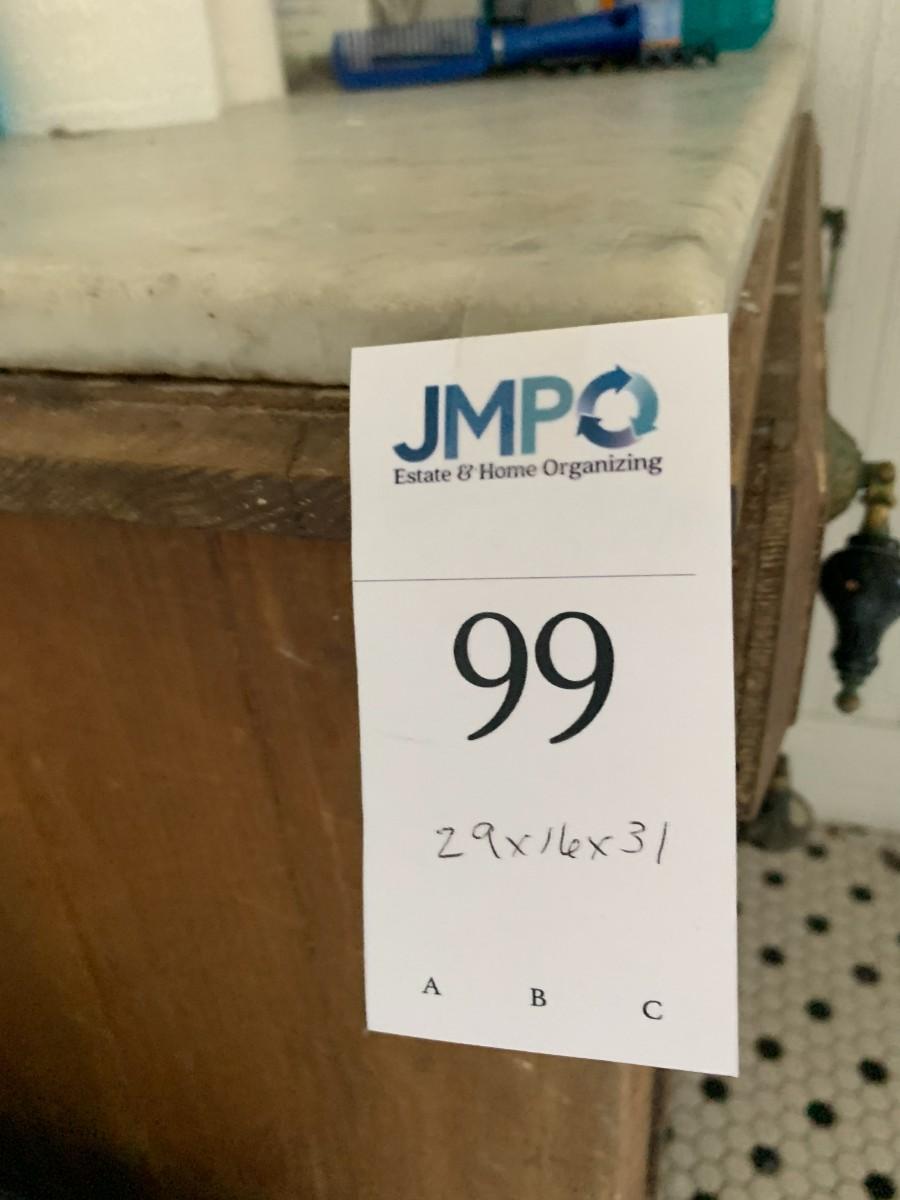 JMPO
Estate & Home Organizing
99
29x16x31
A B C